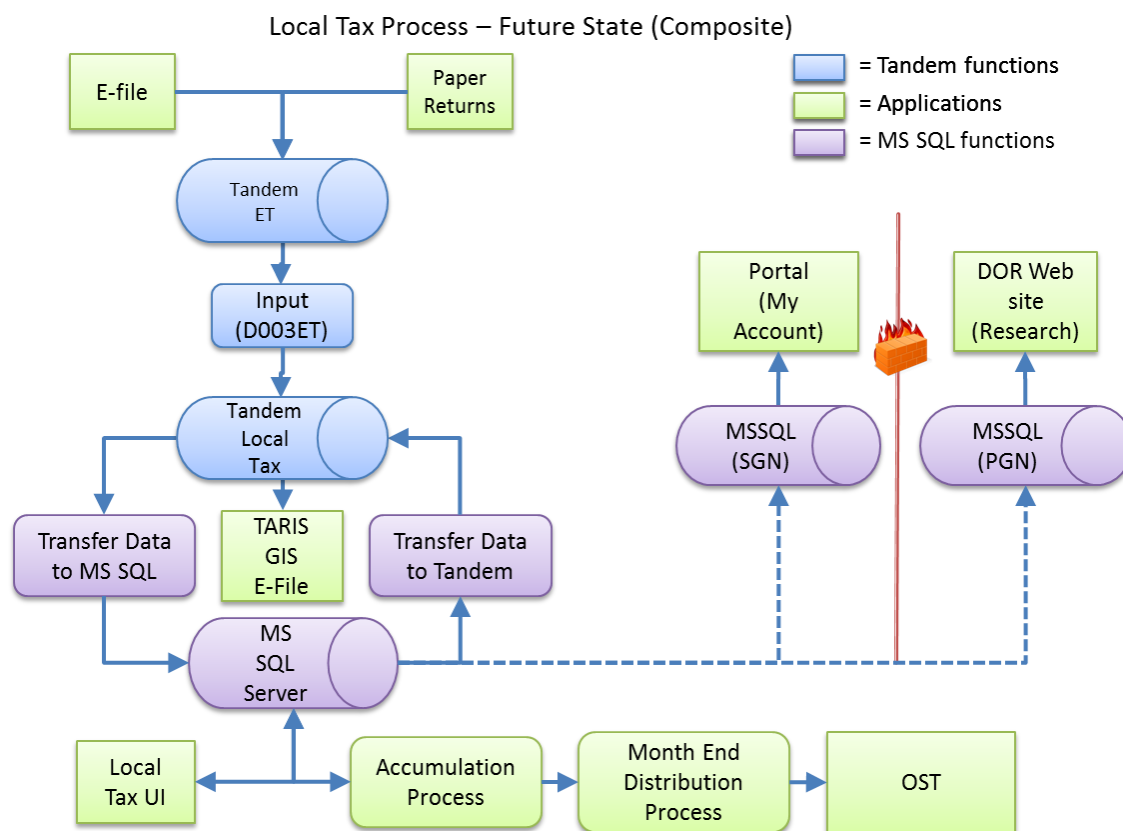 Local Tax Process – Future State (Composite)
= Tandem functions
= Applications
= MS SQL functions
E-file
Paper
Returns
Tandem
ET
Input
(D003ET)
Portal
(My
Account)
DOR Web
site
(Research)
Tandem
Local
Tax
MSSQL
(SGN)
MSSQL
(PGN)
Transfer Data
to MS SQL
TARIS
GIS
E-File
Transfer Data
to Tandem
MS
SQL
Server
Local
Tax UI
Accumulation
Process
Month End
Distribution
Process
OST